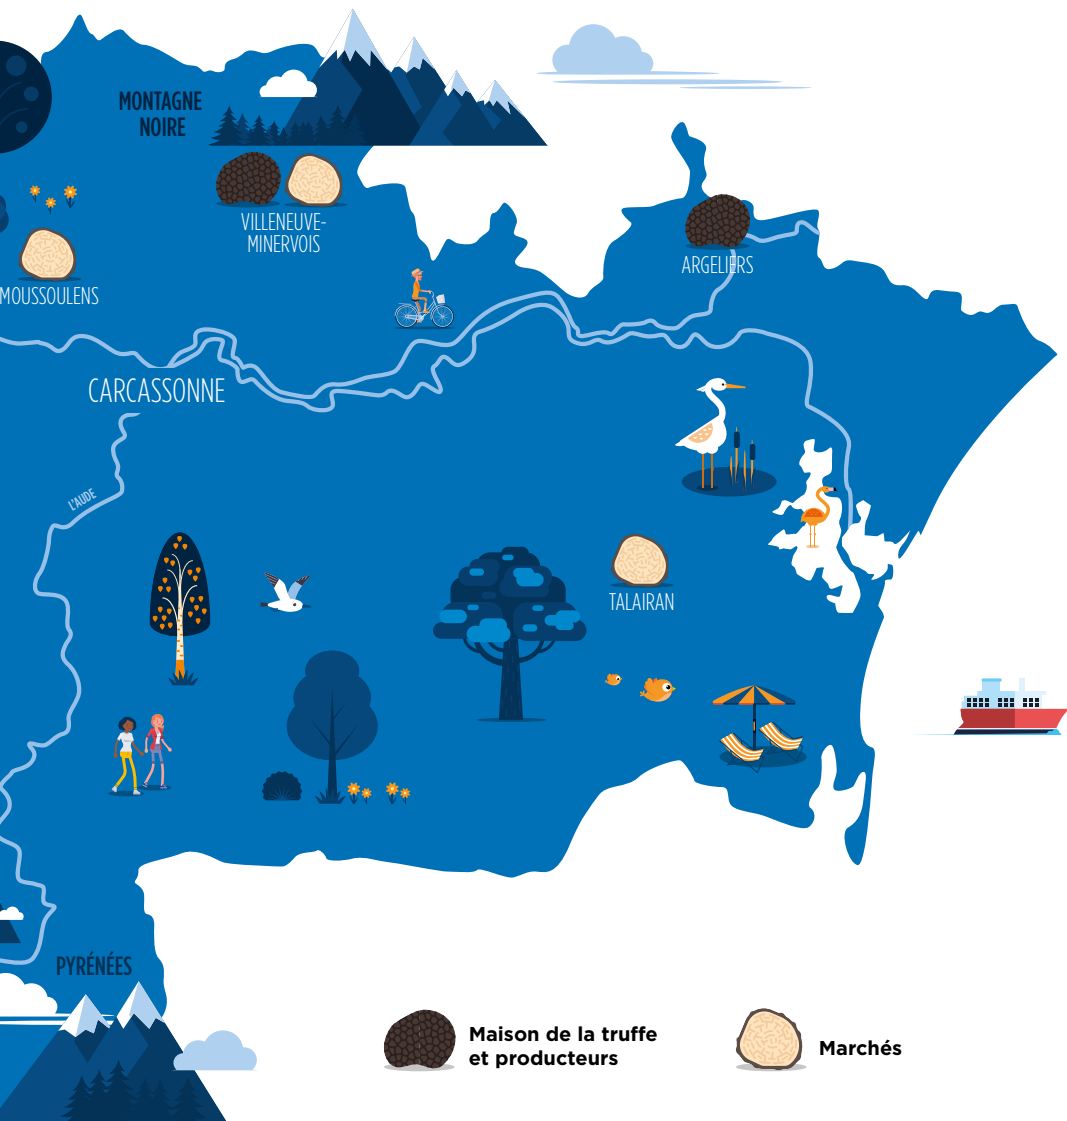 MONTAGNE
NOIRE
VILLENEUVE-
MINERVOIS
ARGELIERS
MOUSSOULENS
CARCASSONNE
L'AUDE
TALAIRAN
PYRÉNÉES
Maison de la truffe
et producteurs
Marchés